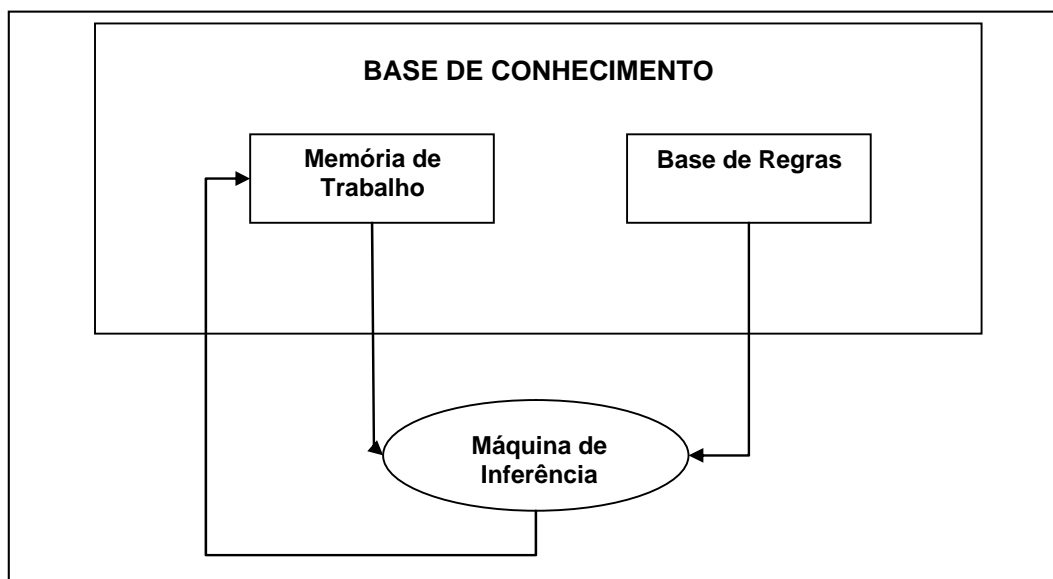 BASE DE CONHECIMENTO
Memória de
Trabalho
Base de Regras
Máquina de
Inferência